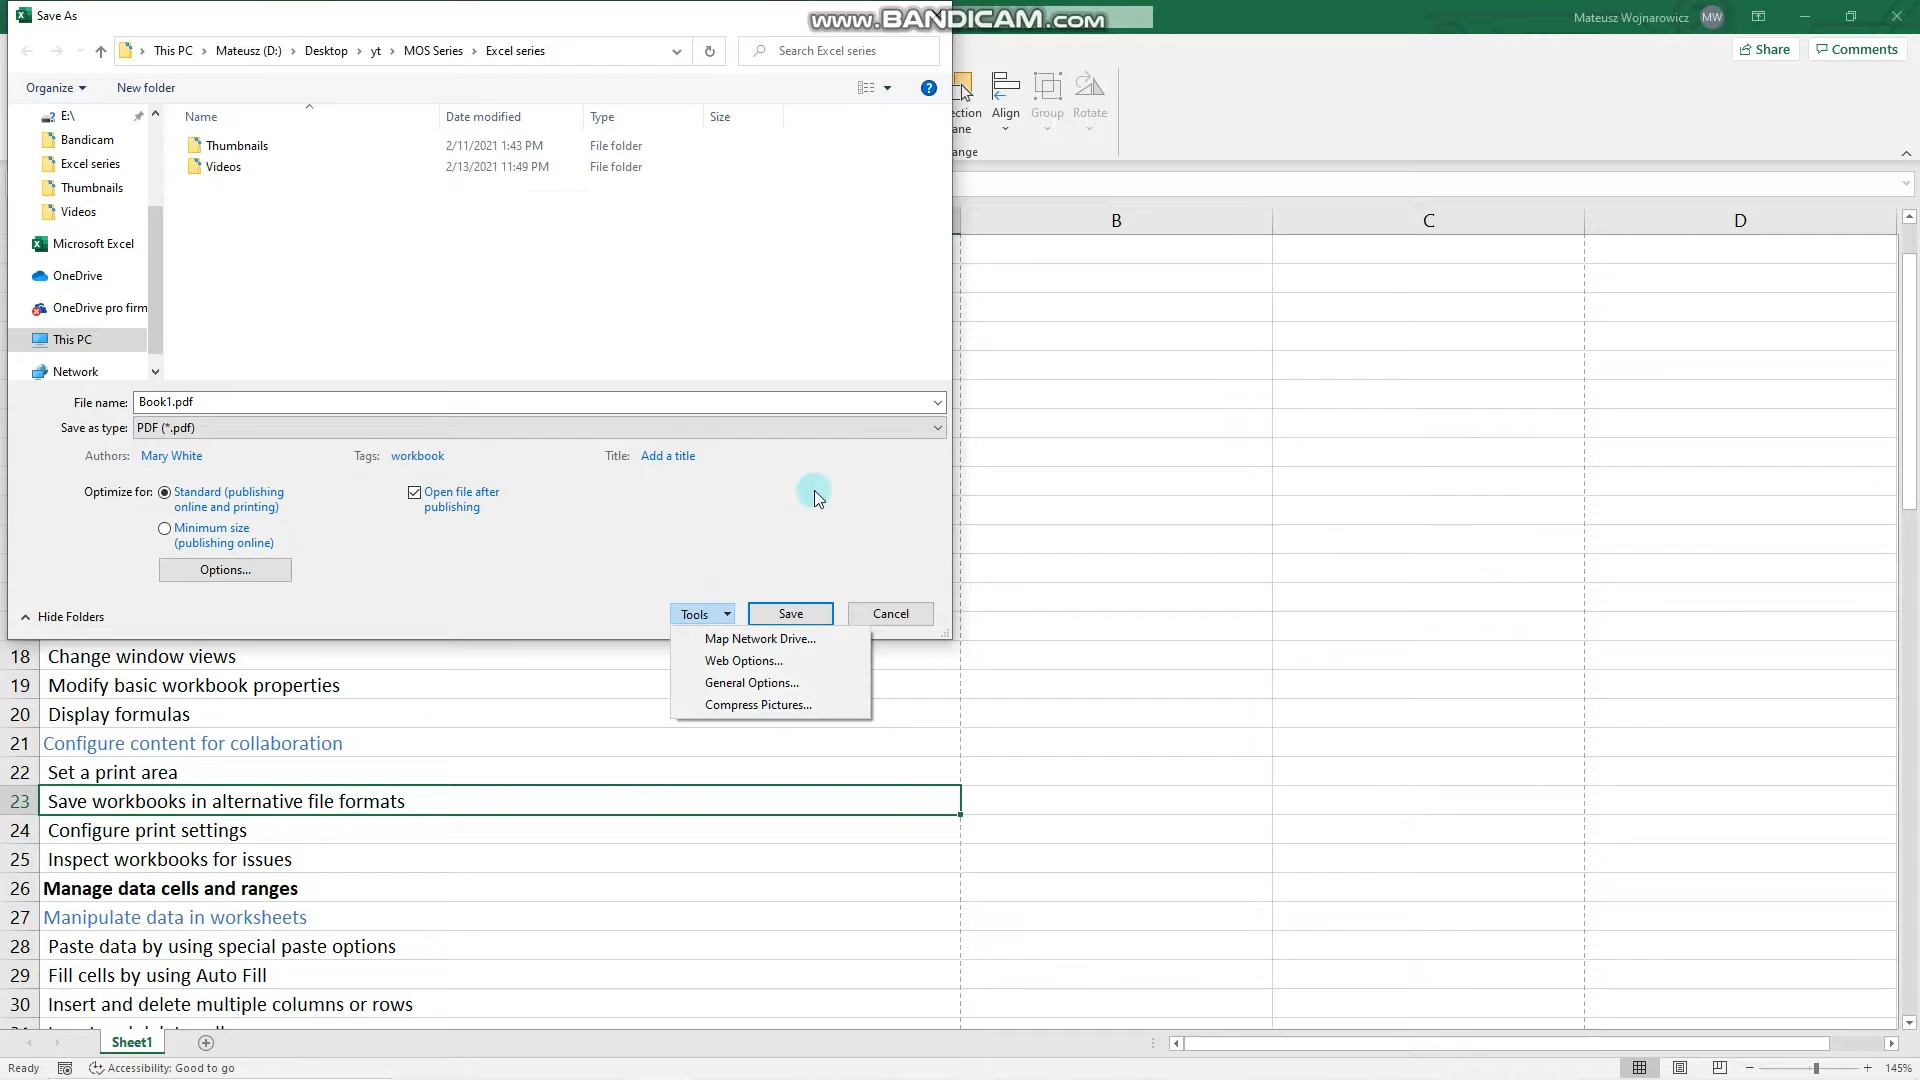 Save As
www.BANDICAM.com
Mateusz Wojnarowicz MW
This PC Mateusz (D:) Desktop yt MOS Series Excel series
Search Excel series
Share Comments
Organize New folder
ection
ane
Align Group Rotate
ange
E:\
Bandicam
Excel series
Thumbnails
Videos
Microsoft Excel
OneDrive
OneDrive pro firm
This PC
Network
Name Date modified Type Size
Thumbnails 2/11/2021 1:43 PM File folder
Videos 2/13/2021 11:49 PM File folder
B C D
File name: Book1.pdf
Save as type: PDF (*.pdf)
Authors: Mary White Tags: workbook Title: Add a title
Optimize for: Standard (publishing
online and printing)
Minimum size
(publishing online)
Open file after
publishing
Options...
Hide Folders
Tools Save Cancel
Map Network Drive...
Web Options...
General Options...
Compress Pictures...
18 Change window views
19 Modify basic workbook properties
20 Display formulas
21 Configure content for collaboration
22 Set a print area
23 Save workbooks in alternative file formats
24 Configure print settings
25 Inspect workbooks for issues
26 Manage data cells and ranges
27 Manipulate data in worksheets
28 Paste data by using special paste options
29 Fill cells by using Auto Fill
30 Insert and delete multiple columns or rows
Sheet1
Ready Accessibility: Good to go 145%